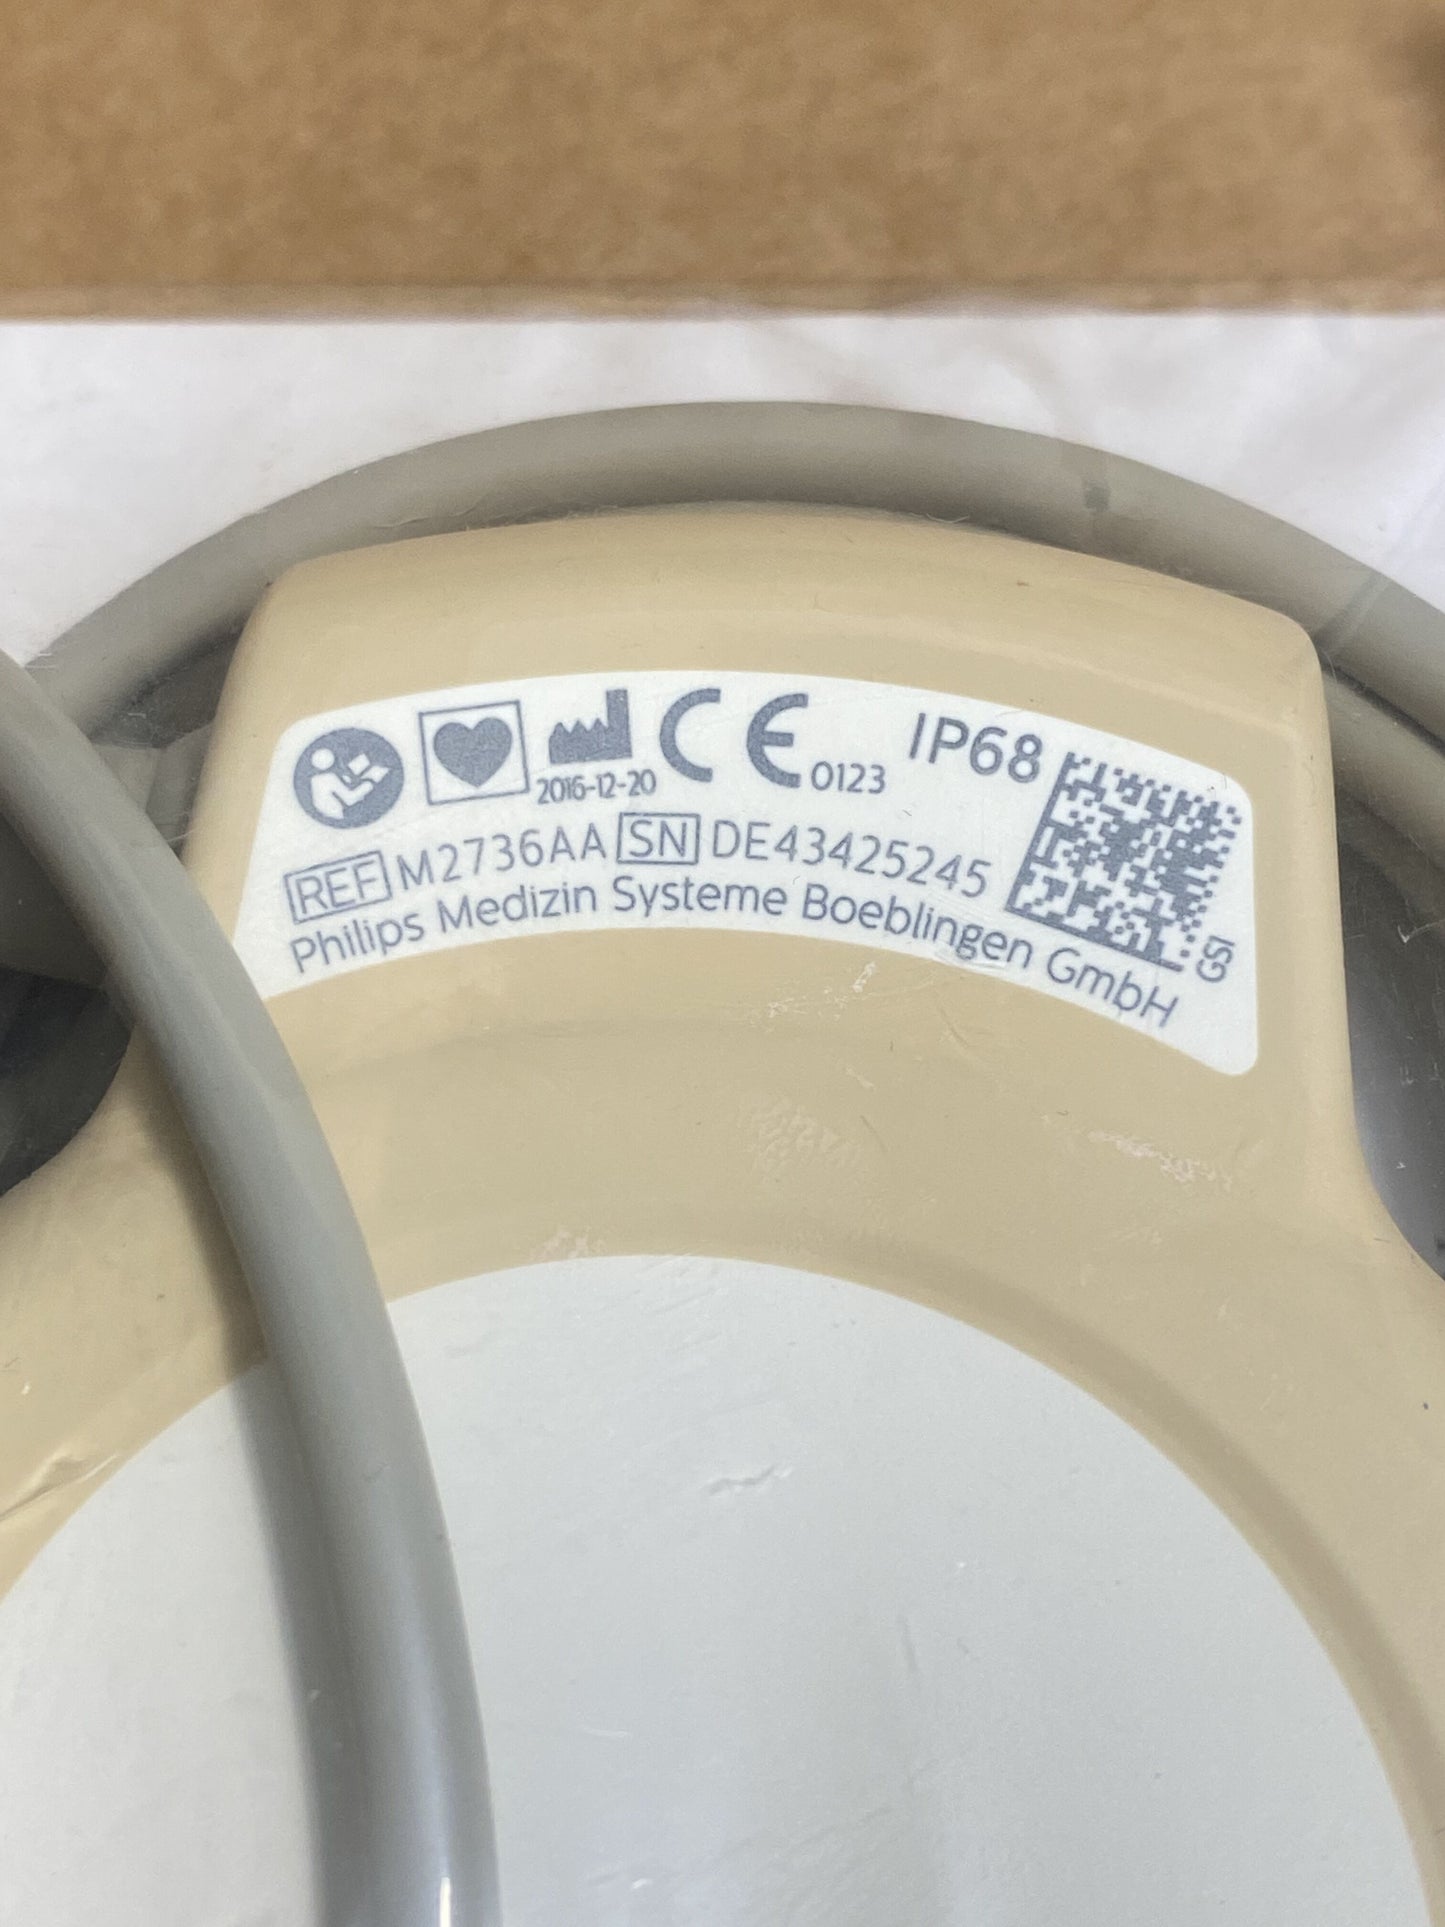 2016-12-20 CE 0123 IP68
REF M2736AA SN DE43425245
Philips Medizin Systeme Boeblingen GmbH
GS1